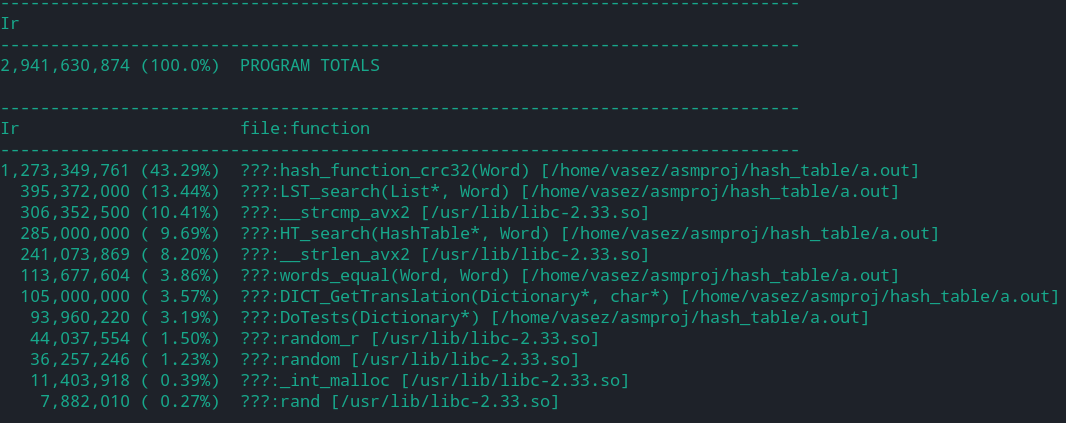 --------------------------------------------------------------------------------
Ir
--------------------------------------------------------------------------------
2,941,630,874 (100.0%)  PROGRAM TOTALS

--------------------------------------------------------------------------------
Ir                      file:function
--------------------------------------------------------------------------------
1,273,349,761 (43.29%)  ???:hash_function_crc32(Word) [/home/vasez/asmproj/hash_table/a.out]
  395,372,000 (13.44%)  ???:LST_search(List*, Word) [/home/vasez/asmproj/hash_table/a.out]
  306,352,500 (10.41%)  ???:__strcmp_avx2 [/usr/lib/libc-2.33.so]
  285,000,000 ( 9.69%)  ???:HT_search(HashTable*, Word) [/home/vasez/asmproj/hash_table/a.out]
  241,073,869 ( 8.20%)  ???:__strlen_avx2 [/usr/lib/libc-2.33.so]
  113,677,604 ( 3.86%)  ???:words_equal(Word, Word) [/home/vasez/asmproj/hash_table/a.out]
  105,000,000 ( 3.57%)  ???:DICT_GetTranslation(Dictionary*, char*) [/home/vasez/asmproj/hash_table/a.out]
   93,960,220 ( 3.19%)  ???:DoTests(Dictionary*) [/home/vasez/asmproj/hash_table/a.out]
   44,037,554 ( 1.50%)  ???:random_r [/usr/lib/libc-2.33.so]
   36,257,246 ( 1.23%)  ???:random [/usr/lib/libc-2.33.so]
   11,403,918 ( 0.39%)  ???:_int_malloc [/usr/lib/libc-2.33.so]
    7,882,010 ( 0.27%)  ???:rand [/usr/lib/libc-2.33.so]